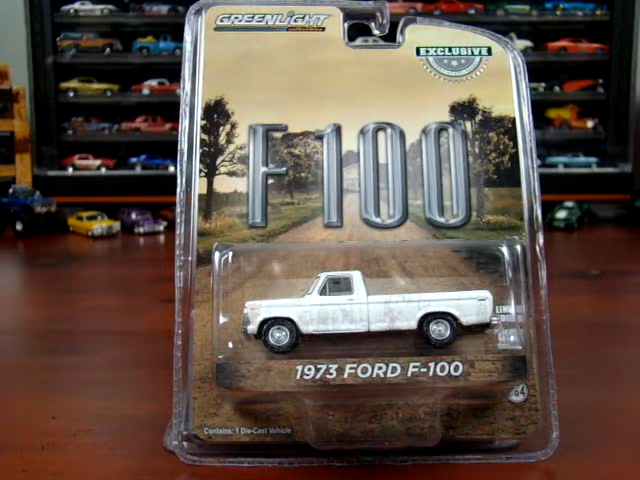 GREENLIGHT
EXCLUSIVE
F100
1973 FORD F-100
Contains: 1 Die-Cast Vehicle